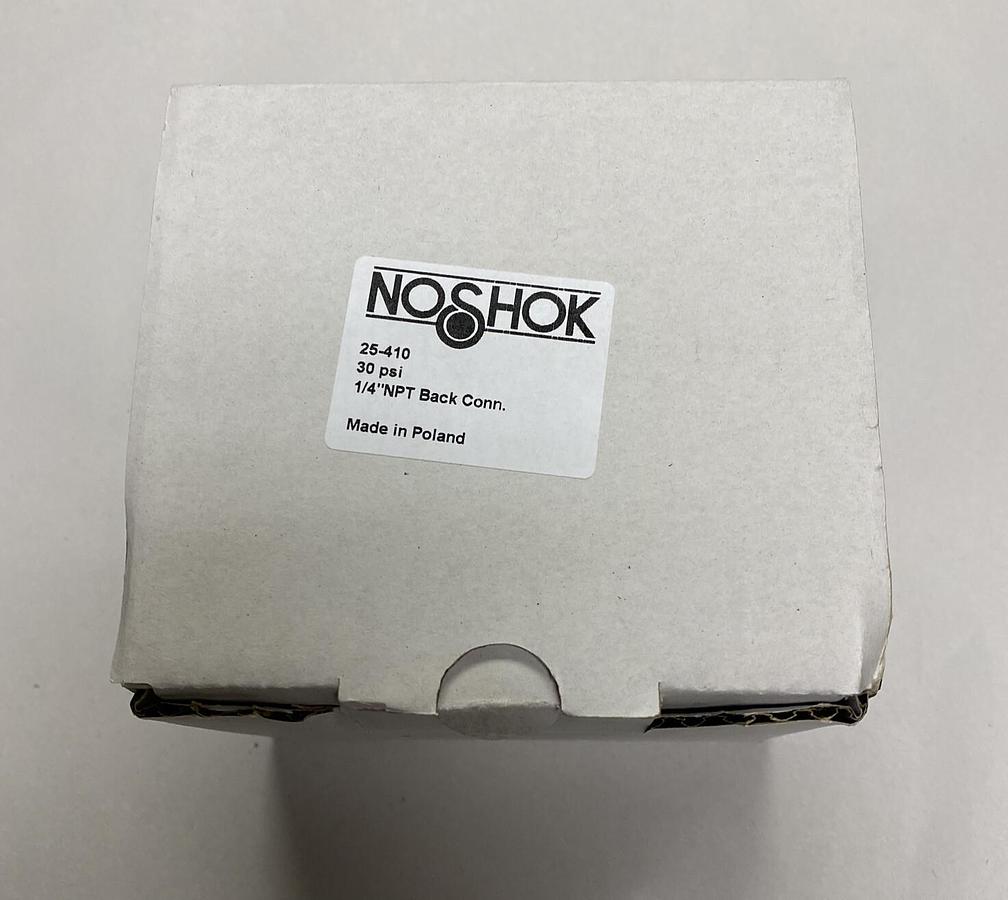 NOSHOK
25-410
30 psi
1/4"NPT Back Conn.
Made in Poland